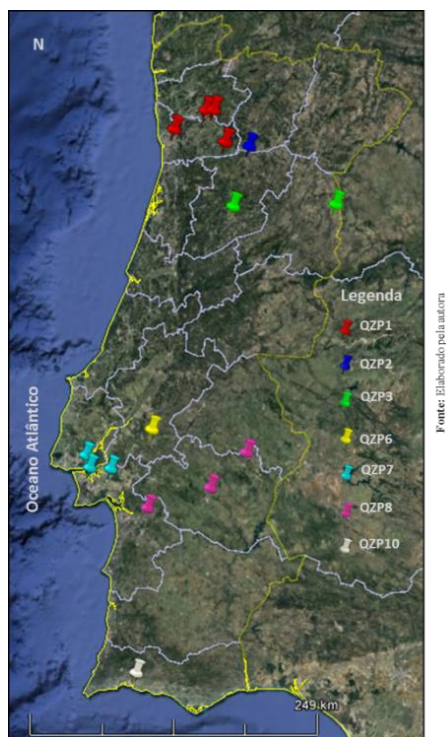 N
Legenda
QZP1
QZP2
QZP3
QZP6
QZP7
QZP8
QZP10
Oceano Atlântico
249 km
Fonte: Elaborado pela autora